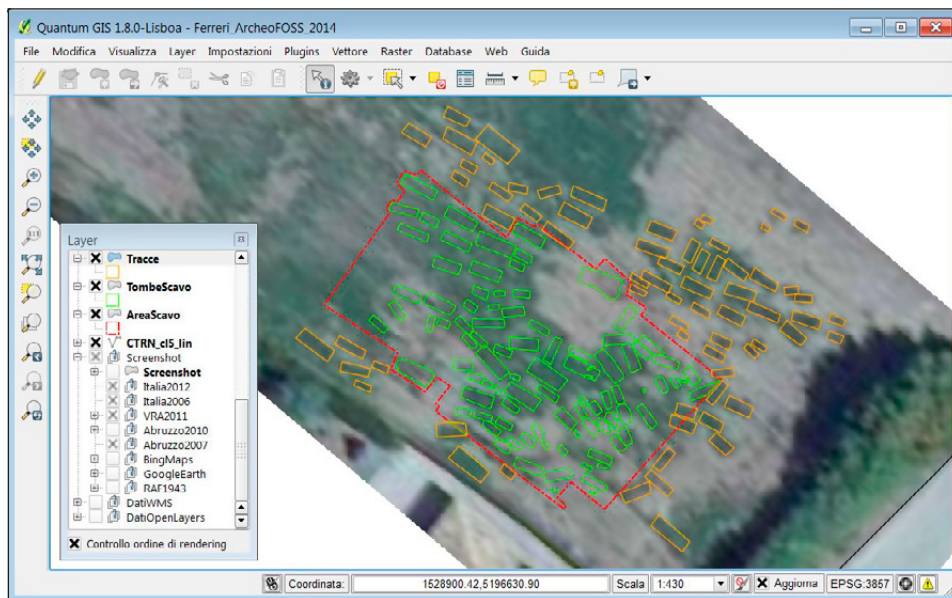 Quantum GIS 1.8.0-Lisboa - Ferreri_ArcheoFOSS_2014
File Modifica Visualizza Layer Impostazioni Plugins Vettore Raster Database Web Guida
Layer
Tracce
TombeScavo
AreaScavo
CTRN_cl5_lin
Screenshot
Screenshot
Italia2012
Italia2006
VRA2011
Abruzzo2010
Abruzzo2007
BingMaps
GoogleEarth
RAF1943
DatiWMS
DatiOpenLayers
Controllo ordine di rendering
Coordinata: 1528900.42,5196630.90 Scala 1:430 Aggiorna EPSG:3857